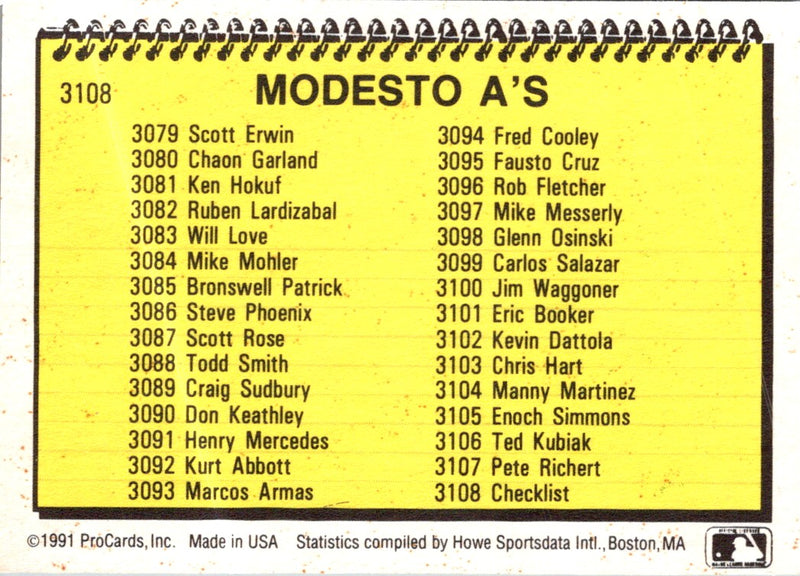 3108
MODESTO A'S
3079 Scott Erwin
3080 Chaon Garland
3081 Ken Hokuf
3082 Ruben Lardizabal
3083 Will Love
3084 Mike Mohler
3085 Bronswell Patrick
3086 Steve Phoenix
3087 Scott Rose
3088 Todd Smith
3089 Craig Sudbury
3090 Don Keathley
3091 Henry Mercedes
3092 Kurt Abbott
3093 Marcos Armas
3094 Fred Cooley
3095 Fausto Cruz
3096 Rob Fletcher
3097 Mike Messerly
3098 Glenn Osinski
3099 Carlos Salazar
3100 Jim Waggoner
3101 Eric Booker
3102 Kevin Dattola
3103 Chris Hart
3104 Manny Martinez
3105 Enoch Simmons
3106 Ted Kubiak
3107 Pete Richert
3108 Checklist
©1991 ProCards, Inc. Made in USA Statistics compiled by Howe Sportsdata Intl., Boston, MA